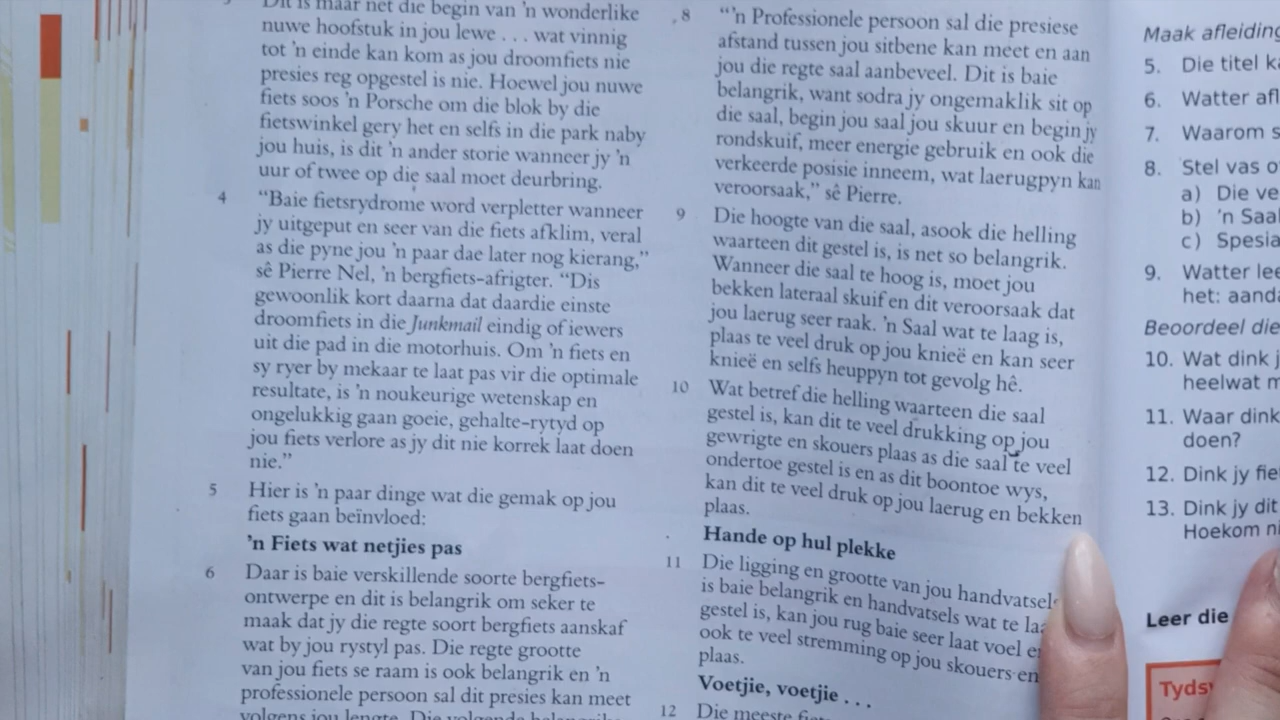 3 Dit is maar net die begin van 'n wonderlike
nuwe hoofstuk in jou lewe . . . wat vinnig
tot 'n einde kan kom as jou droomfiets nie
presies reg opgestel is nie. Hoewel jou nuwe
fiets soos 'n Porsche om die blok by die
fietswinkel gery het en selfs in die park naby
jou huis, is dit 'n ander storie wanneer jy 'n
uur of twee op die saal moet deurbring.
4 “Baie fietsrydrome word verpletter wanneer
jy uitgeput en seer van die fiets afklim, veral
as die pyne jou 'n paar dae later nog kierang,”
sê Pierre Nel, 'n bergfiets-afrigter. “Dis
gewoonlik kort daarna dat daardie einste
droomfiets in die Junkmail eindig of iewers
uit die pad in die motorhuis. Om 'n fiets en
sy ryer by mekaar te laat pas vir die optimale
resultate, is 'n noukeurige wetenskap en
ongelukkig gaan goeie, gehalte-rytyd op
jou fiets verlore as jy dit nie korrek laat doen
nie.”
5 Hier is 'n paar dinge wat die gemak op jou
fiets gaan beïnvloed:
'n Fiets wat netjies pas
6 Daar is baie verskillende soorte bergfiets-
ontwerpe en dit is belangrik om seker te
maak dat jy die regte soort bergfiets aanskaf
wat by jou rystyl pas. Die regte grootte
van jou fiets se raam is ook belangrik en 'n
professionele persoon sal dit presies kan meet
volgens jou lengte. Die volgende
8 “'n Professionele persoon sal die presiese
afstand tussen jou sitbene kan meet en aan
jou die regte saal aanbeveel. Dit is baie
belangrik, want sodra jy ongemaklik sit op
die saal, begin jou saal jou skuur en begin jy
rondskuif, meer energie gebruik en ook die
verkeerde posisie inneem, wat laerugpyn kan
veroorsaak,” sê Pierre.
9 Die hoogte van die saal, asook die helling
waarteen dit gestel is, is net so belangrik.
Wanneer die saal te hoog is, moet jou
bekken lateraal skuif en dit veroorsaak dat
jou laerug seer raak. 'n Saal wat te laag is,
plaas te veel druk op jou knieë en kan seer
knieë en selfs heuppyn tot gevolg hê.
10 Wat betref die helling waarteen die saal
gestel is, kan dit te veel drukking op jou
gewrigte en skouers plaas as die saal te veel
ondertoe gestel is en as dit boontoe wys,
kan dit te veel druk op jou laerug en bekken
plaas.
Hande op hul plekke
11 Die ligging en grootte van jou handvatsels
is baie belangrik en handvatsels wat te
gestel is, kan jou rug baie seer laat voel
ook te veel stremming op jou skouers en
plaas.
Voetjie, voetjie . . .
12 Die meeste
Maak
5. Die titel
6. Watter
7. Waarom
8. Stel vas
a) Die
b) 'n
c)
9. Watter
het:
Beoordeel die
10. Wat dink
heelwat
11. Waar dink
doen?
12. Dink jy
13. Dink jy dit
Hoekom
Leer die